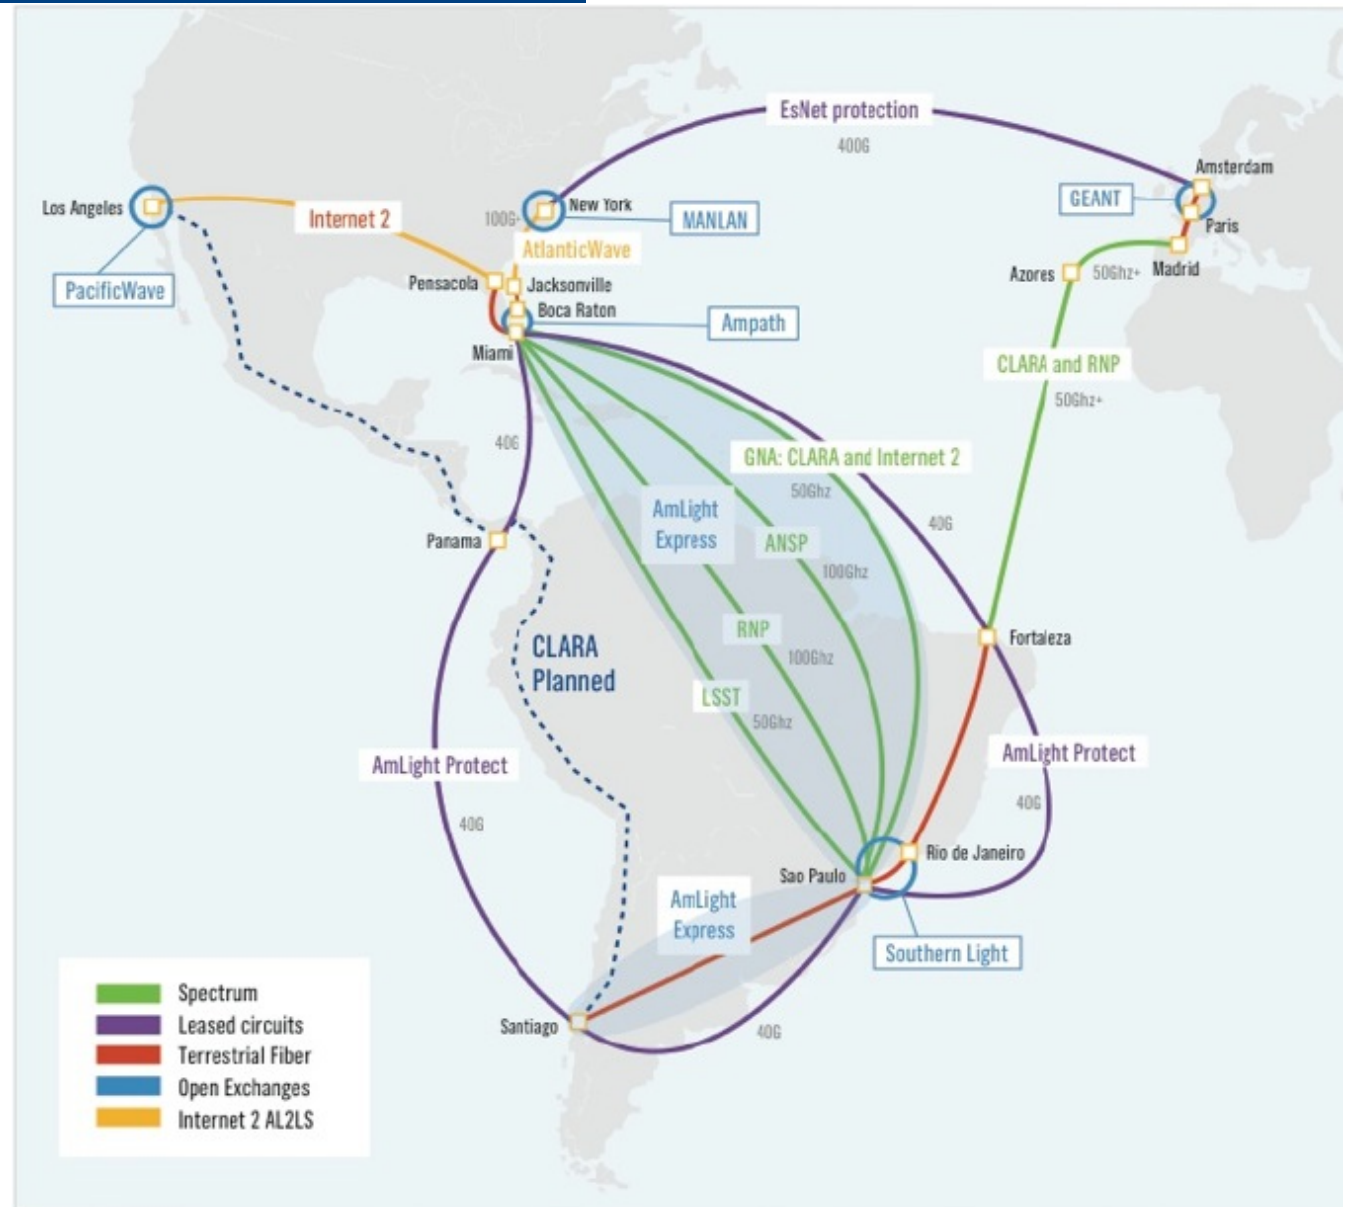 EsNet protection
400G
Amsterdam
GEANT
Los Angeles
Internet 2
100G+
New York
MANLAN
Paris
AtlanticWave
Azores
50Ghz+
Madrid
PacificWave
Pensacola
Jacksonville
Boca Raton
Ampath
Miami
CLARA and RNP
50Ghz+
40G
GNA: CLARA and Internet 2
50Ghz
AmLight
Express
ANSP
40G
Panama
100Ghz
RNP
Fortaleza
CLARA
Planned
100Ghz
LSST
50Ghz
AmLight Protect
AmLight Protect
40G
40G
Rio de Janeiro
Sao Paulo
AmLight
Express
Southern Light
Santiago
40G
Spectrum
Leased circuits
Terrestrial Fiber
Open Exchanges
Internet 2 AL2LS